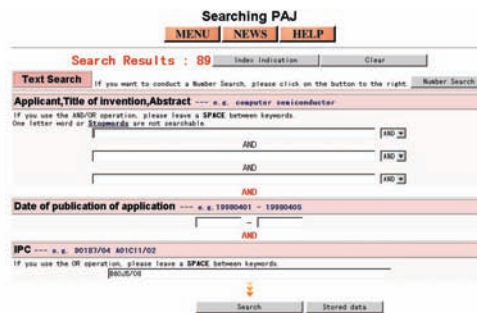 Searching PAJ
MENU NEWS HELP
Search Results : 89 Index Indication Clear
Text Search If you want to conduct a Number Search, please click on the button to the right. Number Search
Applicant,Title of invention,Abstract --- e.g. computer semiconductor
If you use the AND/OR operation, please leave a SPACE between keywords.
One letter word or Stopwords are not searchable.
AND
AND
AND
AND
AND
AND
Date of publication of application --- e.g.19980401 - 19980405
-
AND
IPC --- e.g. B01B7/04 A01C11/02
If you use the OR operation, please leave a SPACE between keywords.
B60J5/06
Search Stored data